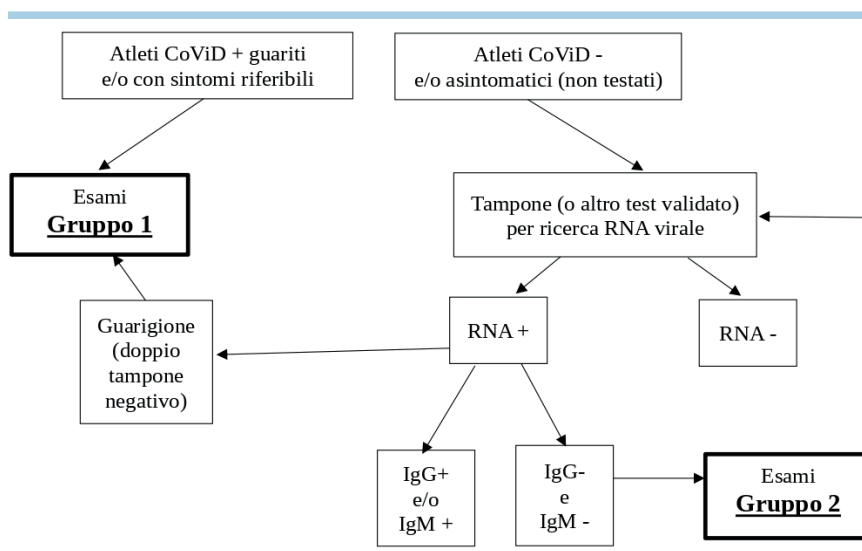 Atleti CoViD + guariti
e/o con sintomi riferibili
Atleti CoViD -
e/o asintomatici (non testati)
Esami
Gruppo 1
Tampone (o altro test validato)
per ricerca RNA virale
Guarigione
(doppio
tampone
negativo)
RNA +
RNA -
IgG+
e/o
IgM +
IgG-
e
IgM -
Esami
Gruppo 2